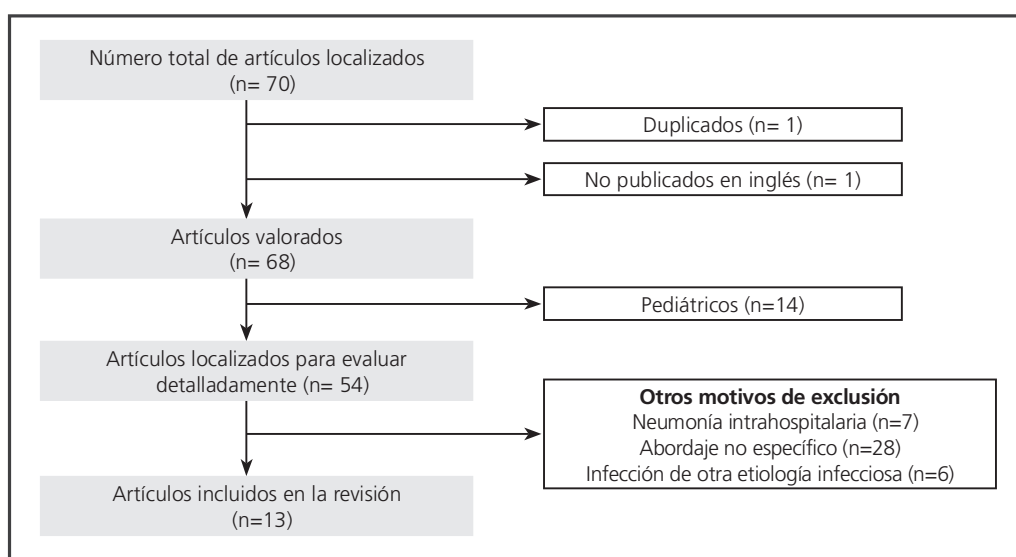 Número total de artículos localizados
(n= 70)
Duplicados (n= 1)
No publicados en inglés (n= 1)
Artículos valorados
(n= 68)
Pediátricos (n=14)
Artículos localizados para evaluar
detalladamente (n= 54)
Otros motivos de exclusión
Neumonía intrahospitalaria (n=7)
Abordaje no específico (n=28)
Infección de otra etiología infecciosa (n=6)
Artículos incluidos en la revisión
(n=13)